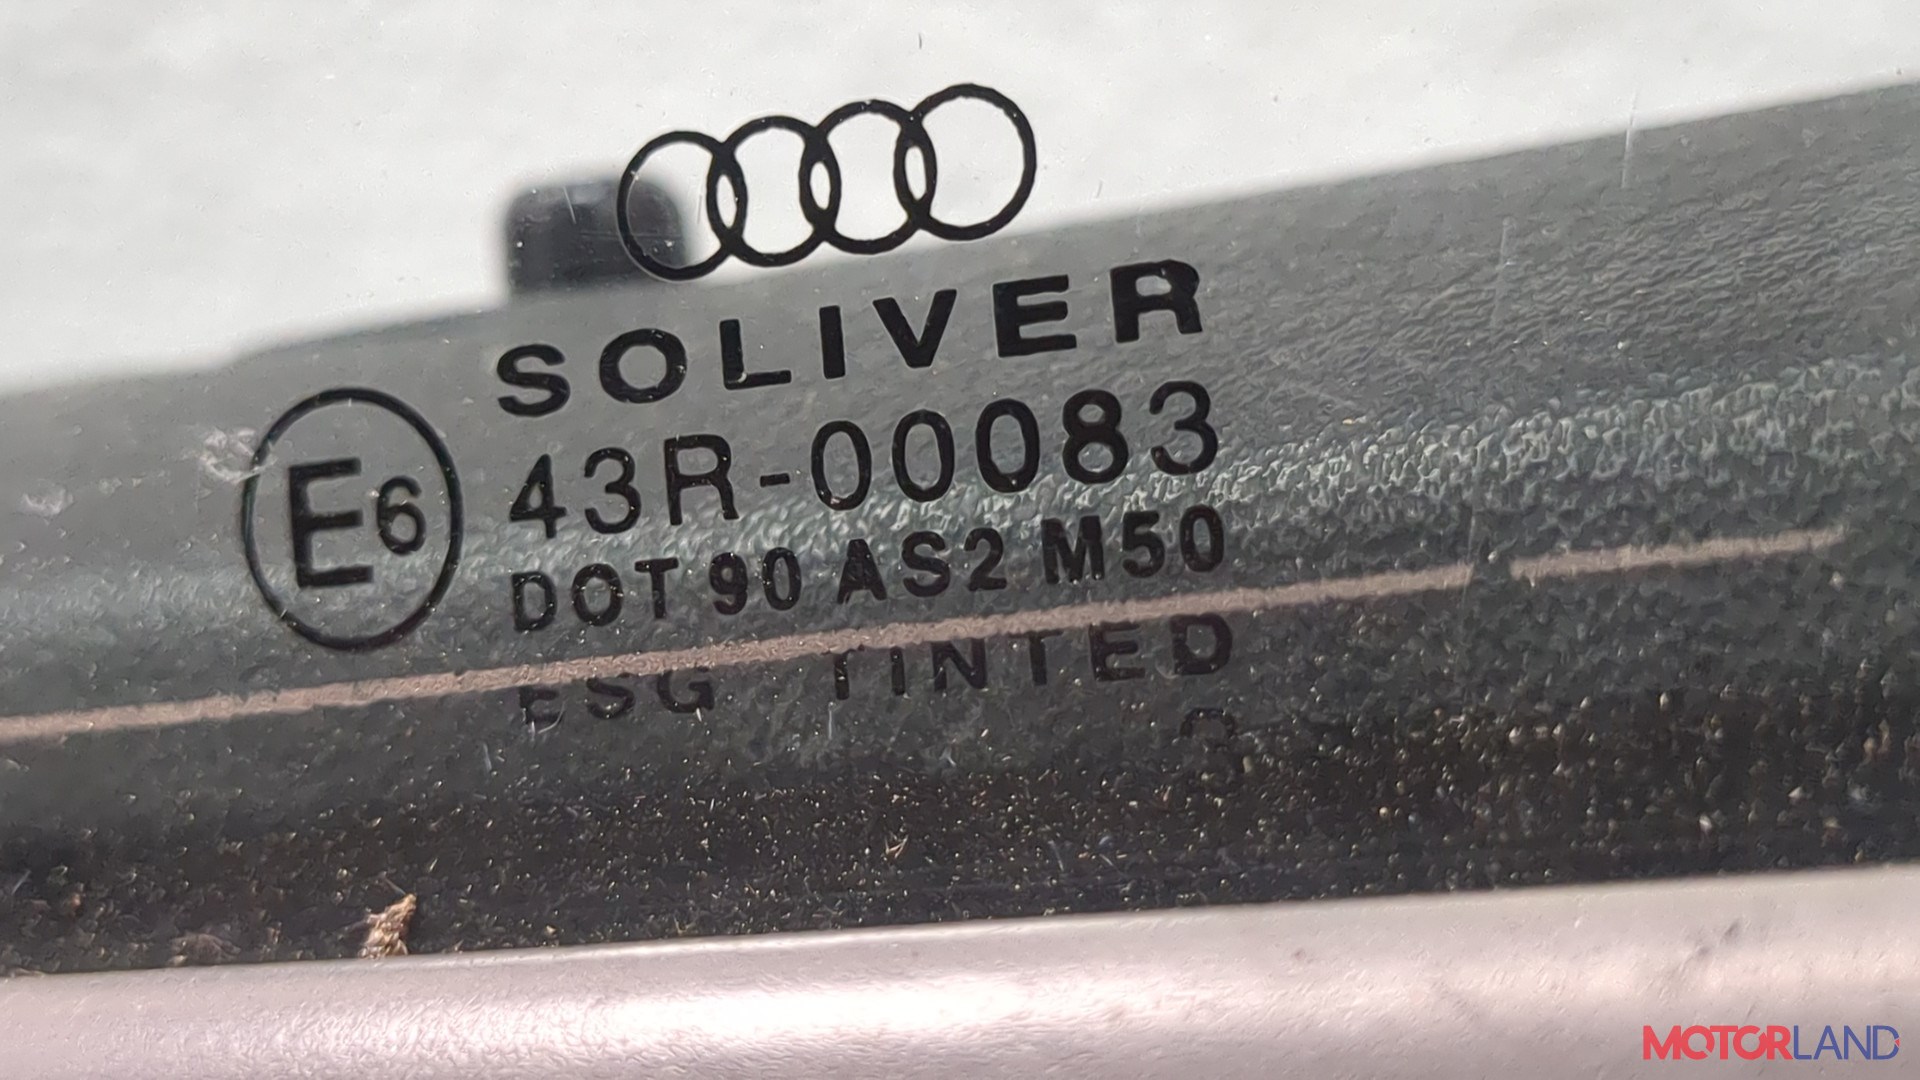 SOLIVER
E6
43R-00083
DOT 90 AS2 M50
ESG TINTED
MOTORLAND